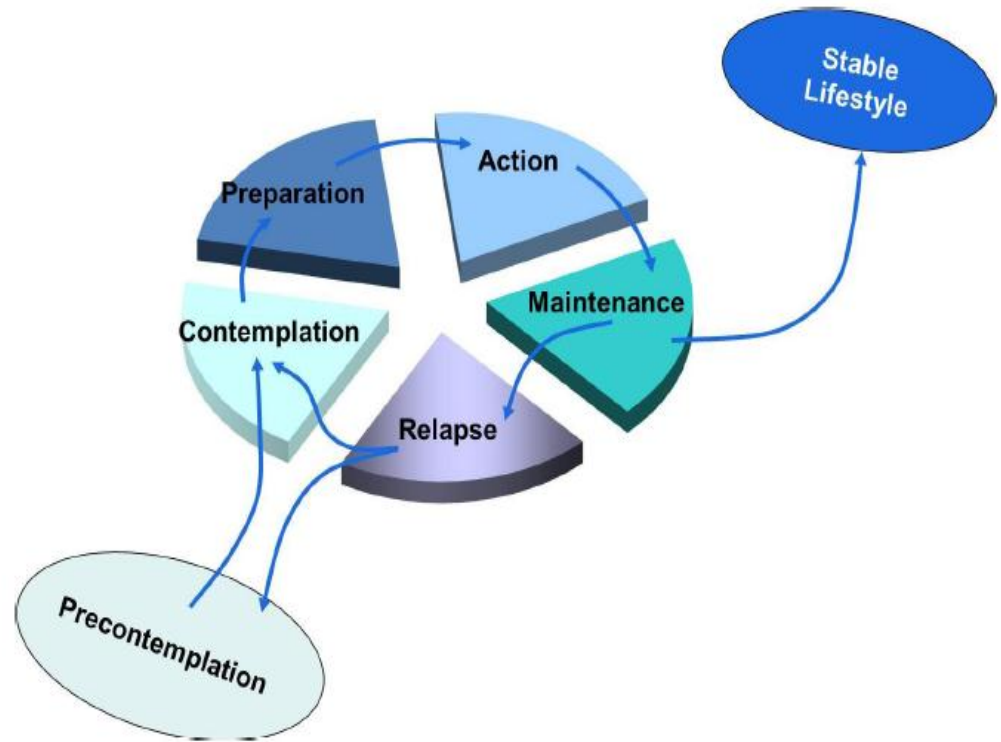 Stable
Lifestyle
Action
Preparation
Maintenance
Contemplation
Relapse
Precontemplation